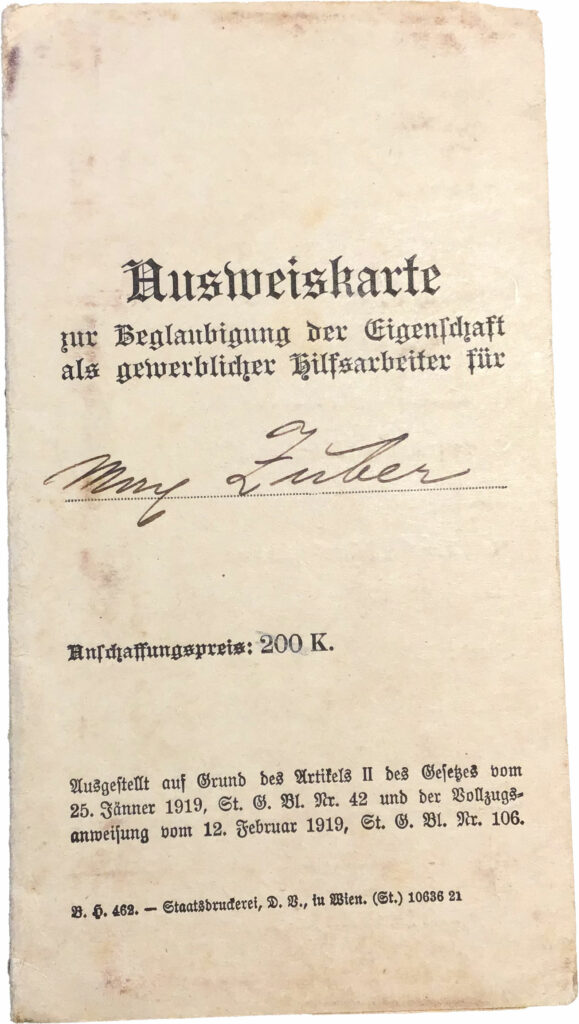 Ausweiskarte
zur Beglaubigung der Eigenschaft
als gewerblicher Hilfsarbeiter für
Max Zuber
Anschaffungspreis: 200 K.
Ausgestellt auf Grund des Artikels II des Gesetzes vom
25. Jänner 1919, St. G. Bl. Nr. 42 und der Vollzugs-
anweisung vom 12. Februar 1919, St. G. Bl. Nr. 106.
B. H. 462. — Staatsdruckerei, D. V., in Wien. (St.) 10636 21